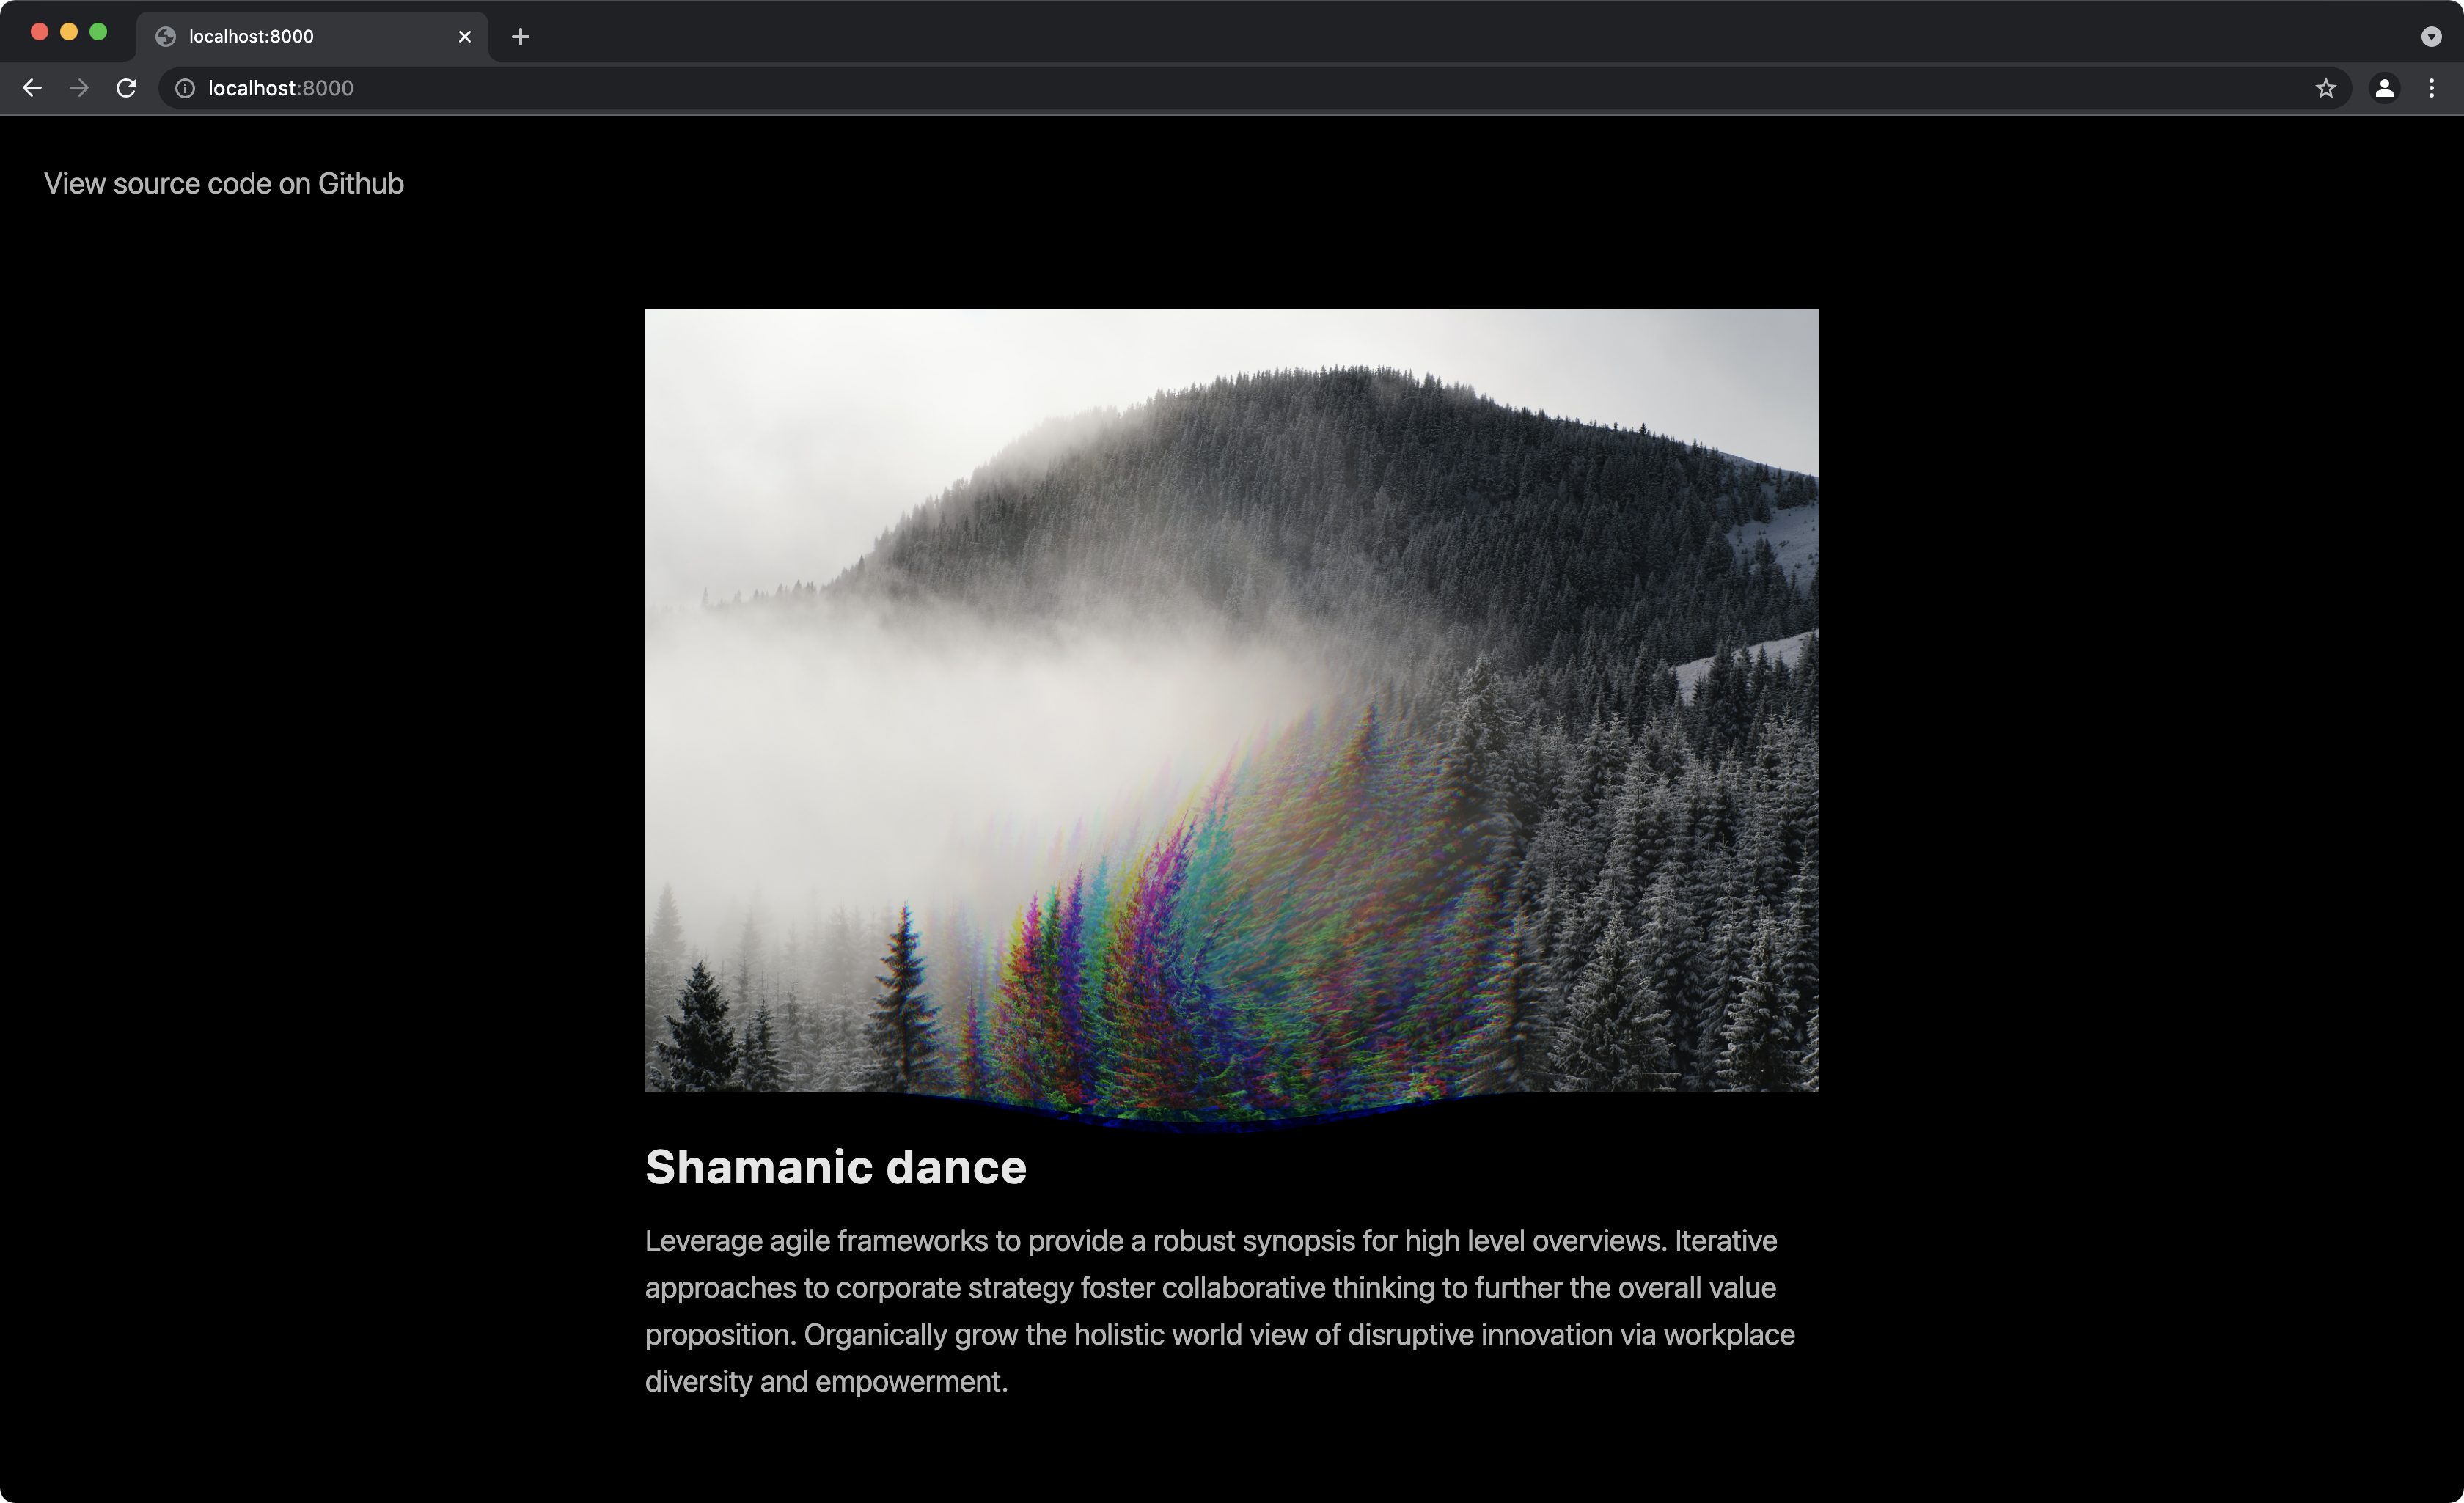 localhost:8000
localhost:8000
View source code on Github
Shamanic dance
Leverage agile frameworks to provide a robust synopsis for high level overviews. Iterative
approaches to corporate strategy foster collaborative thinking to further the overall value
proposition. Organically grow the holistic world view of disruptive innovation via workplace
diversity and empowerment.